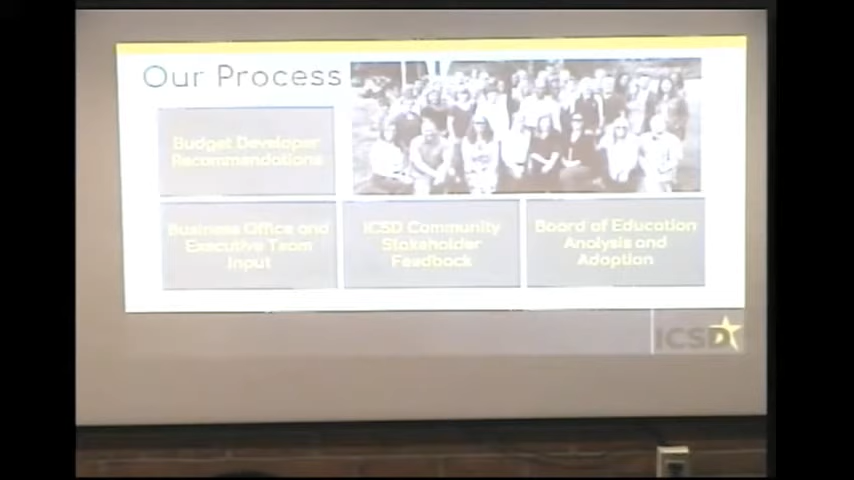 Our Process
Budget Developer
Recommendations
Business Office and
Executive Team
Input
ICSD Community
Stakeholder
Feedback
Board of Education
Analysis and
Adoption
ICSD